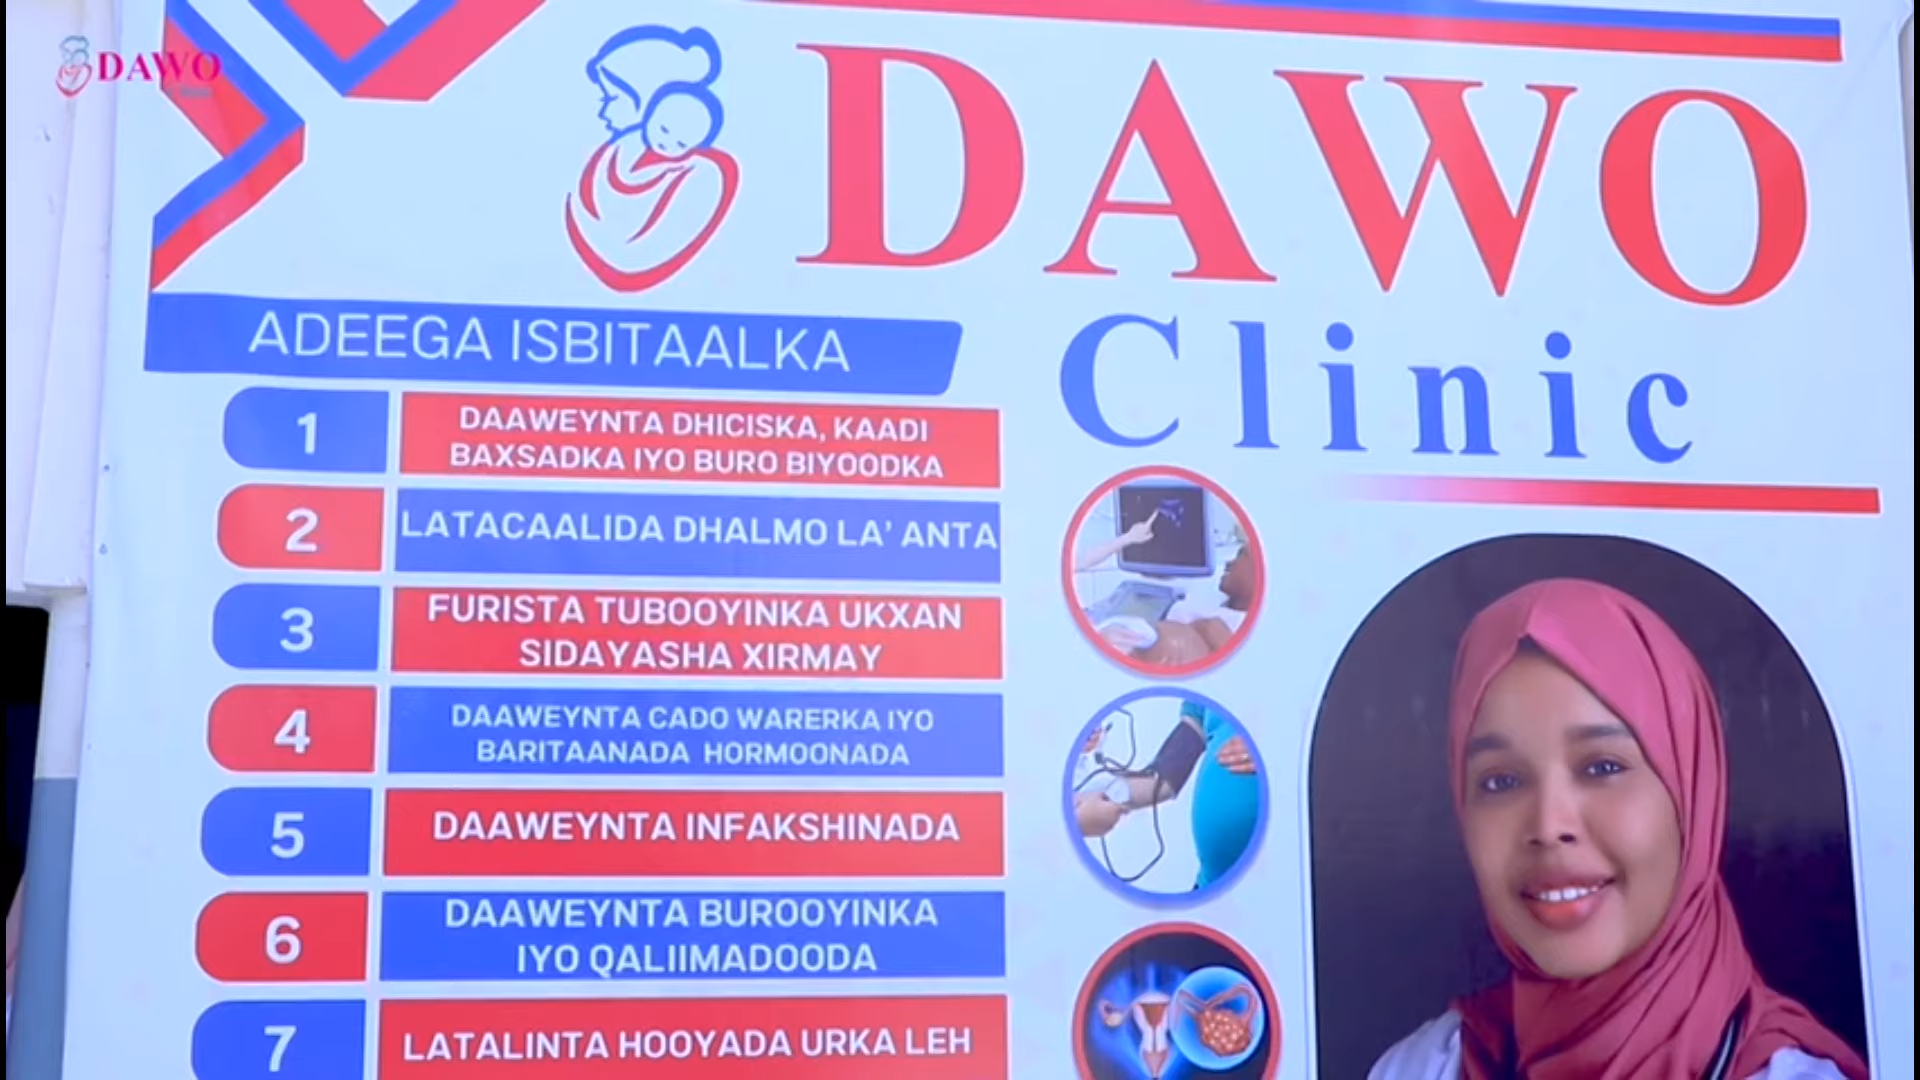 DAWO
DAWO
Clinic
ADEEGA ISBITAALKA
1
DAAWEYNTA DHICISKA, KAADI
BAXSADKA IYO BURO BIYOODKA
2
LATACAALIDA DHALMO LA' ANTA
3
FURISTA TUBOOYINKA UKXAN
SIDAYASHA XIRMAY
4
DAAWEYNTA CADO WARERKA IYO
BARITAANADA HORMOONADA
5
DAAWEYNTA INFAKSHINADA
6
DAAWEYNTA BUROOYINKA
IYO QALIIMADOODA
7
LATALINTA HOOYADA URKA LEH